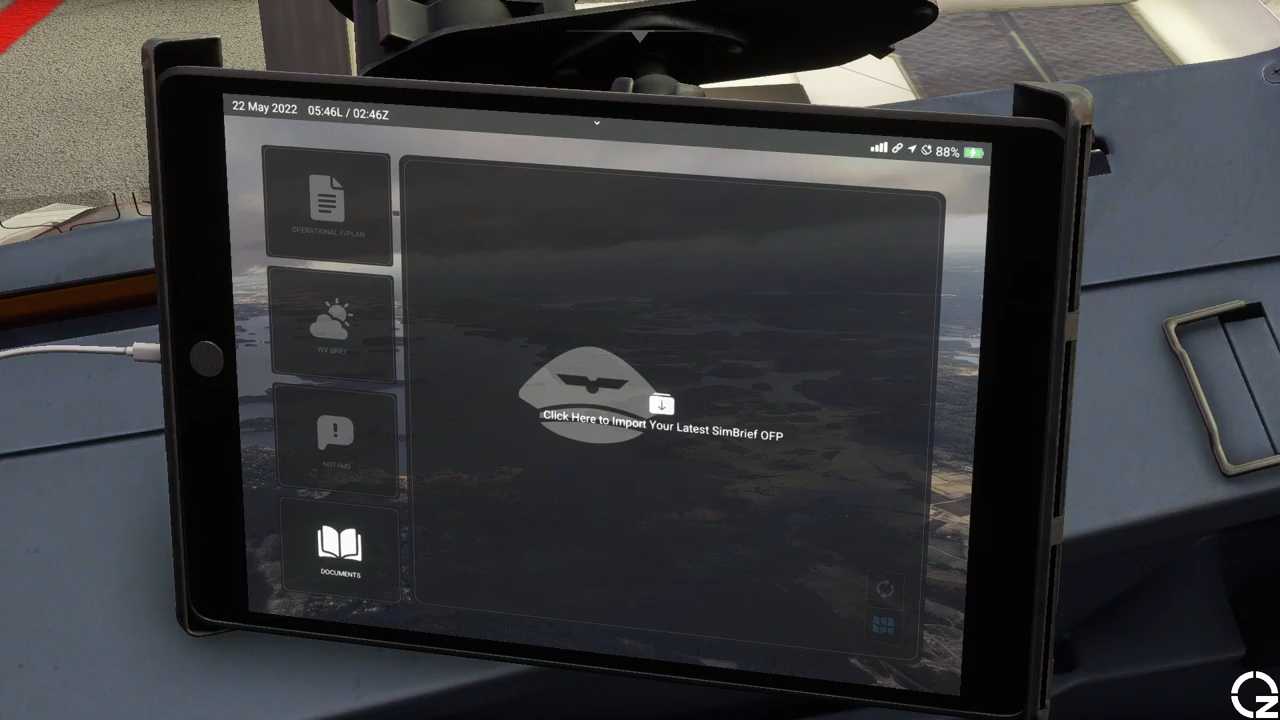 22 May 2022 05:46L / 02:46Z
88%
OPERATIONAL F/PLAN
WX BRIEF
NOTAMS
DOCUMENTS
Click Here to Import Your Latest SimBrief OFP